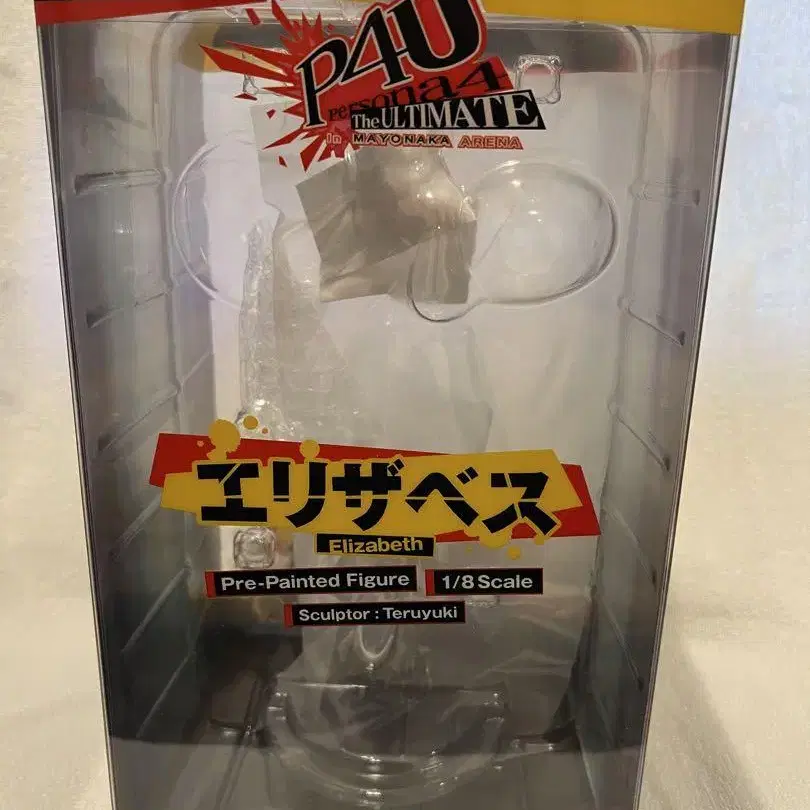 P4U
Persona4
The ULTIMATE
In MAYONAKA ARENA
エリザベス
Elizabeth
Pre-Painted Figure
1/8 Scale
Sculptor : Teruyuki